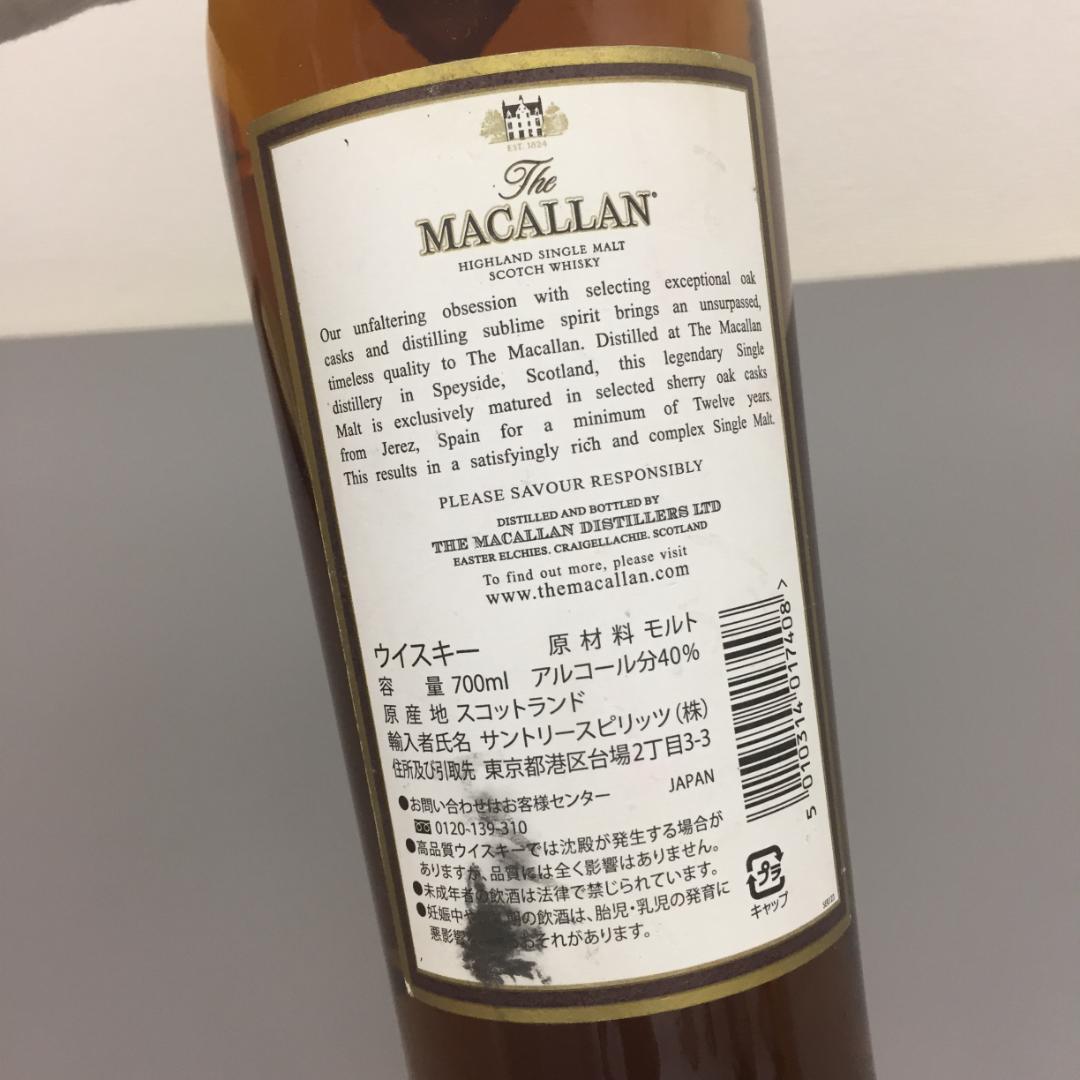 EST. 1824
The
MACALLAN
HIGHLAND SINGLE MALT
SCOTCH WHISKY
Our unfaltering obsession with selecting exceptional oak
casks and distilling sublime spirit brings an unsurpassed,
timeless quality to The Macallan. Distilled at The Macallan
distillery in Speyside, Scotland, this legendary Single
Malt is exclusively matured in selected sherry oak casks
from Jerez, Spain for a minimum of Twelve years.
This results in a satisfyingly rich and complex Single Malt.
PLEASE SAVOUR RESPONSIBLY
DISTILLED AND BOTTLED BY
THE MACALLAN DISTILLERS LTD
EASTER ELCHIES. CRAIGELLACHIE. SCOTLAND
To find out more, please visit
www.themacallan.com
ウイスキー 原材料 モルト
容量 700ml アルコール分40%
原産地 スコットランド
輸入者氏名 サントリースピリッツ(株)
住所及び引取先 東京都港区台場2丁目3-3
JAPAN
●お問い合わせはお客様センター
0120-139-310
●高品質ウイスキーでは沈殿が発生する場合が
ありますが、品質には全く影響はありません。
●未成年者の飲酒は法律で禁じられています。
●妊娠中や 期の飲酒は、胎児・乳児の発育に
悪影響 おそれがあります。
5 010314 017408 >
プラ
キャップ